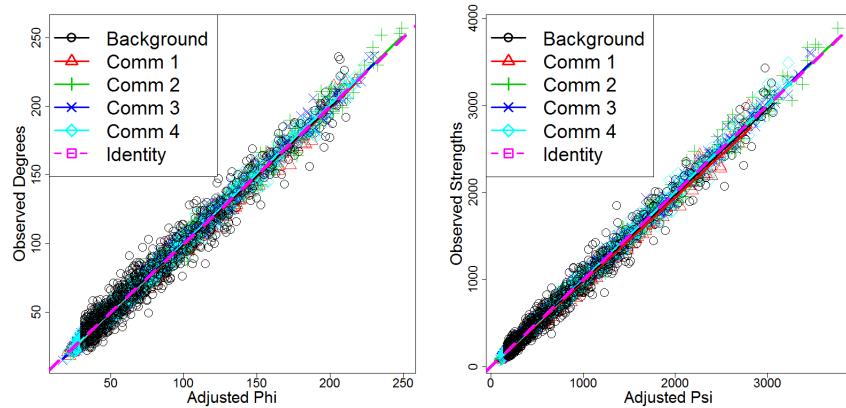 Background
Comm 1
Comm 2
Comm 3
Comm 4
Identity
Observed Degrees
250
200
150
100
50
50 100 150 200 250
Adjusted Phi
Background
Comm 1
Comm 2
Comm 3
Comm 4
Identity
Observed Strengths
4000
3000
2000
1000
0
0 1000 2000 3000
Adjusted Psi